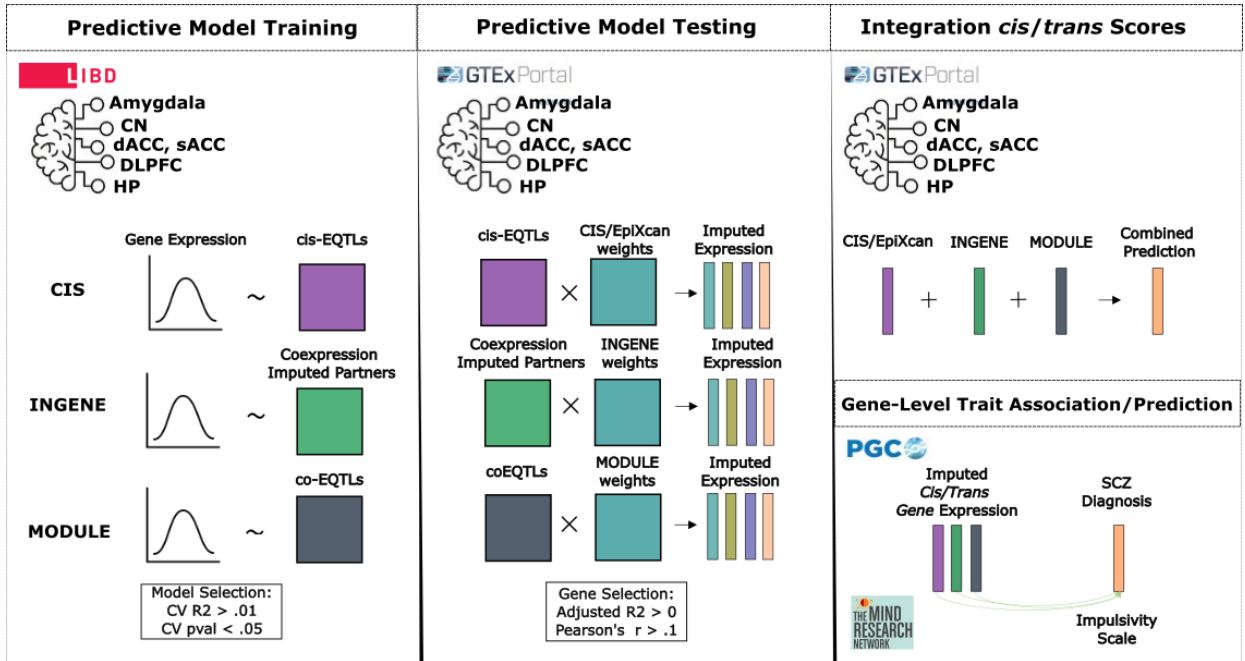 Predictive Model Training
LIBD
Amygdala
CN
dACC, sACC
DLPFC
HP
Gene Expression
cis-EQTLs
CIS
~
Coexpression
Imputed Partners
INGENE
~
co-EQTLs
MODULE
~
Model Selection:
CV R2 > .01
CV pval < .05
Predictive Model Testing
GTExPortal
Amygdala
CN
dACC, sACC
DLPFC
HP
cis-EQTLs
CIS/EpiXcan
weights
Imputed
Expression
×
Coexpression
Imputed Partners
INGENE
weights
Imputed
Expression
×
coEQTLs
MODULE
weights
Imputed
Expression
×
Gene Selection:
Adjusted R2 > 0
Pearson's r > .1
Integration cis/trans Scores
GTExPortal
Amygdala
CN
dACC, sACC
DLPFC
HP
CIS/EpiXcan
INGENE
MODULE
Combined
Prediction
+ +
Gene-Level Trait Association/Prediction
PGC
Imputed
Cis/Trans
Gene Expression
SCZ
Diagnosis
THE MIND
RESEARCH
NETWORK
Impulsivity
Scale